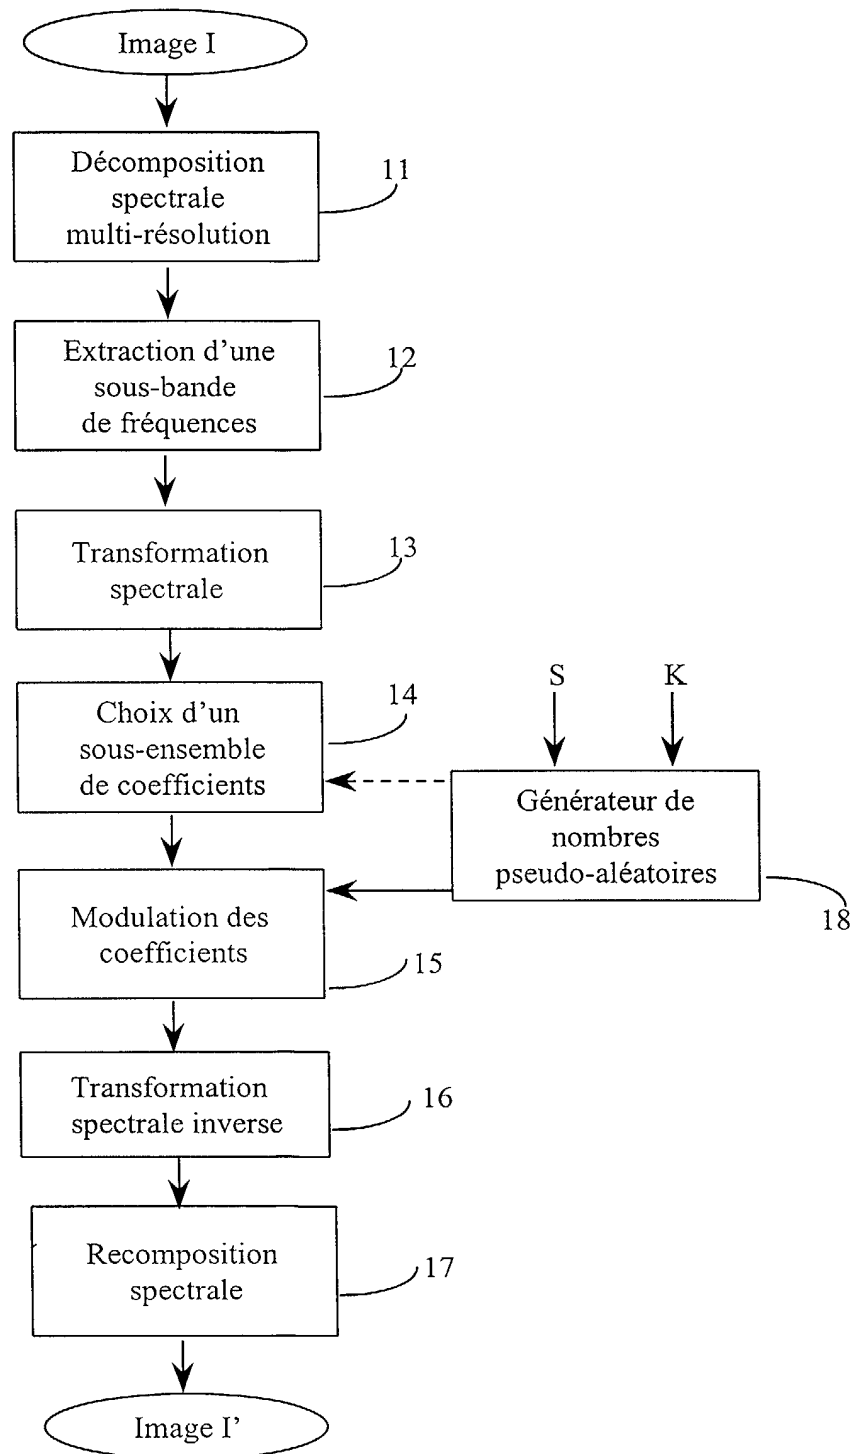 Image I
Décomposition
spectrale
multi-résolution
11
Extraction d'une
sous-bande
de fréquences
12
Transformation
spectrale
13
Choix d'un
sous-ensemble
de coefficients
14
S
K
Générateur de
nombres
pseudo-aléatoires
18
Modulation des
coefficients
15
Transformation
spectrale inverse
16
Recomposition
spectrale
17
Image I'